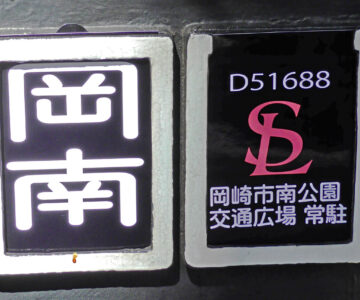 岡
南
D51688
SL
岡崎市南公園
交通広場 常駐